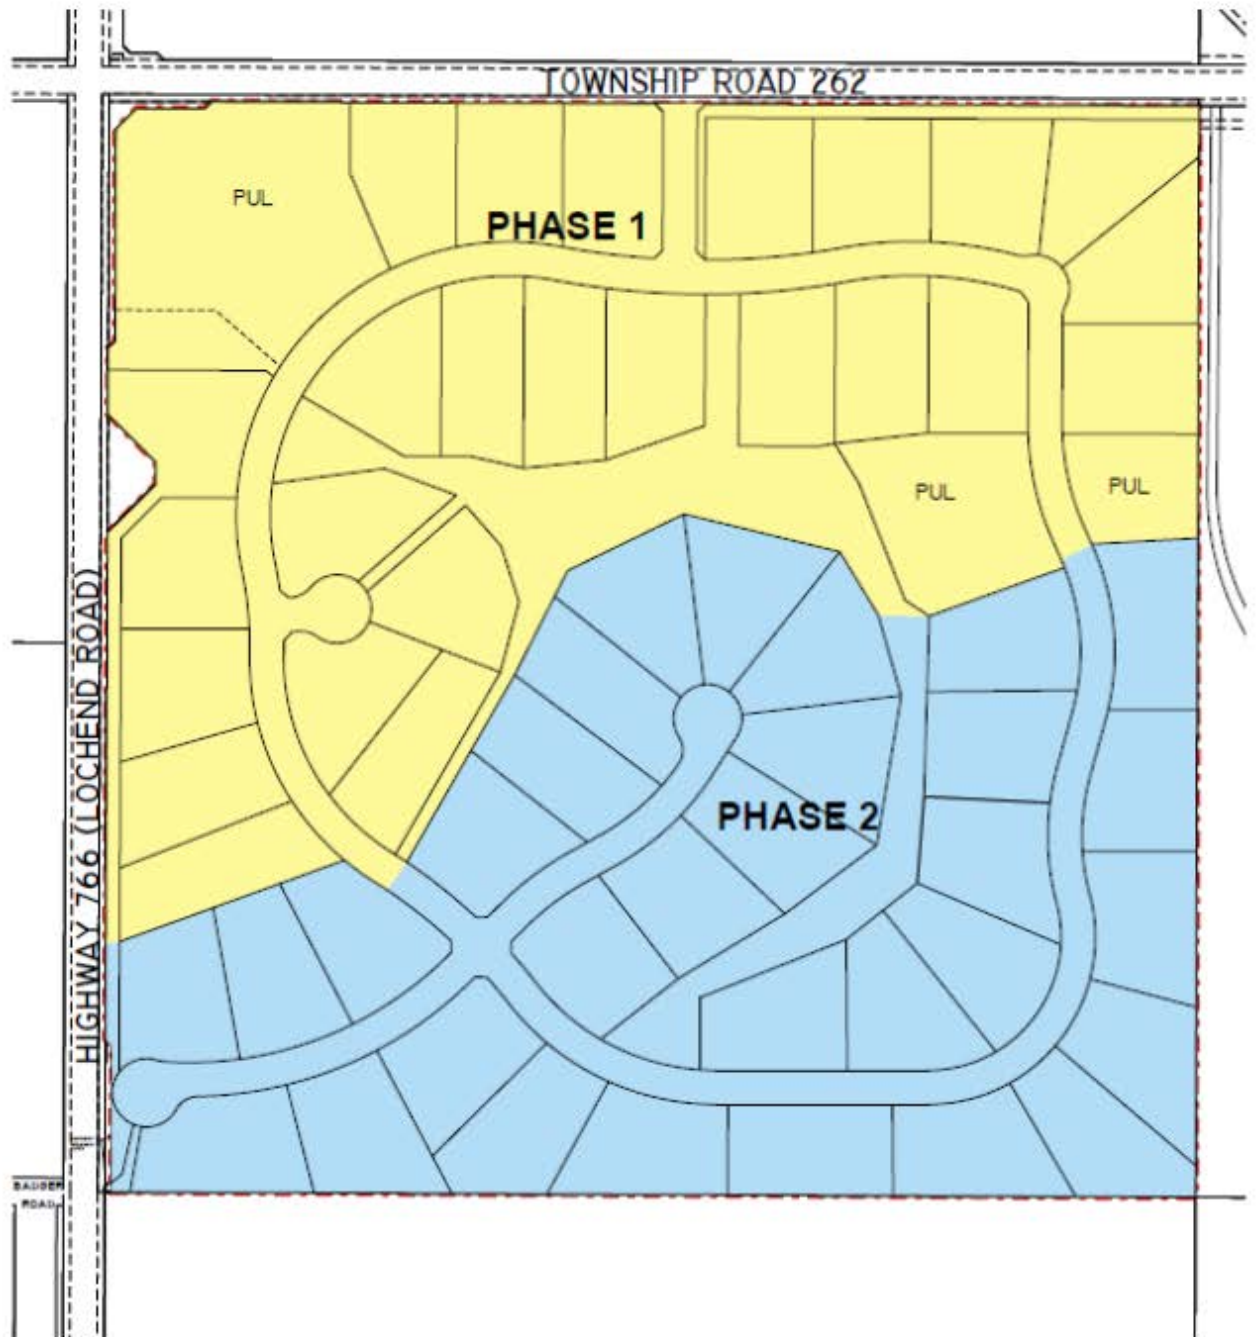 TOWNSHIP ROAD 262
PUL
PHASE 1
PUL
PUL
HIGHWAY 766 (LOCHEND ROAD)
PHASE 2
BADGER
ROAD